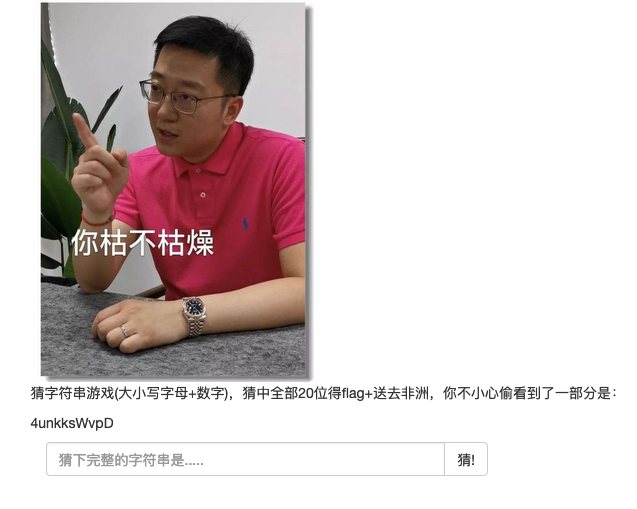 你枯不枯燥
猜字符串游戏(大小写字母+数字)，猜中全部20位得flag+送去非洲，你不小心偷看到了一部分是：
4unkksWvpD
猜下完整的字符串是.....
猜!